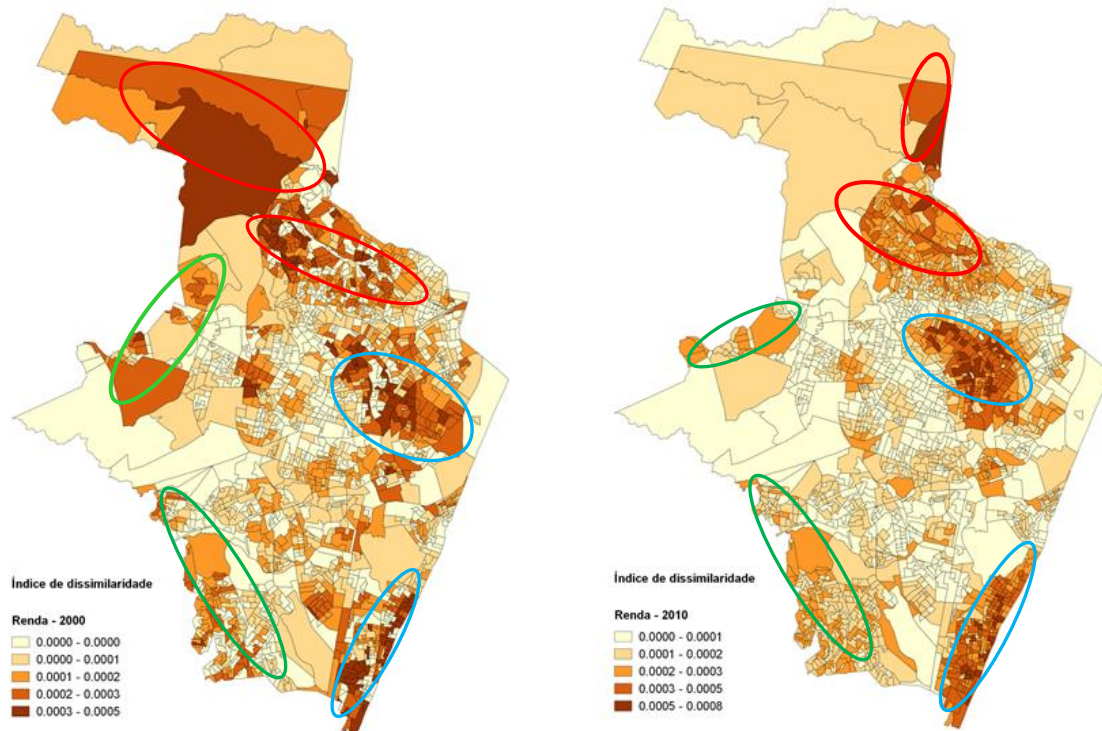 Índice de dissimilaridade
Renda - 2000
0.0000 - 0.0000
0.0000 - 0.0001
0.0001 - 0.0002
0.0002 - 0.0003
0.0003 - 0.0005
Índice de dissimilaridade
Renda - 2010
0.0000 - 0.0001
0.0001 - 0.0002
0.0002 - 0.0003
0.0003 - 0.0005
0.0005 - 0.0008